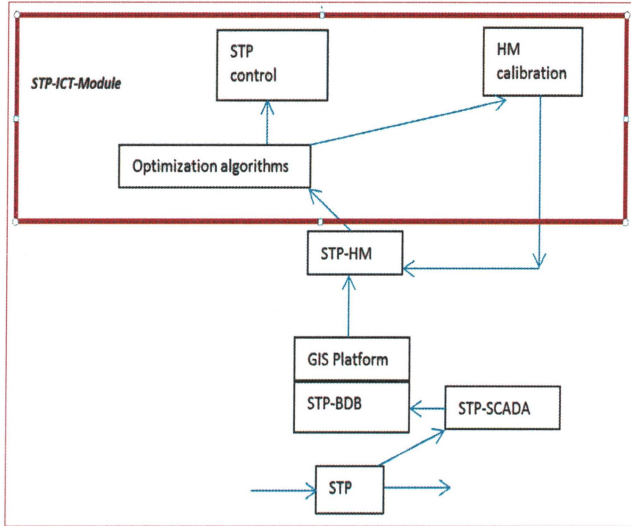 STP
control
HM
calibration
STP-ICT-Module
Optimization algorithms
STP-HM
GIS Platform
STP-BDB
STP-SCADA
STP